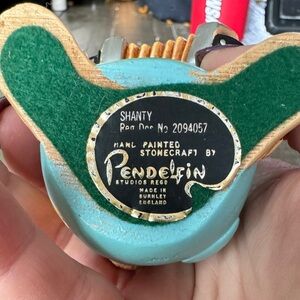 SHANTY
Reg Des No 2094057
HAND PAINTED
STONECRAFT BY
PENDELFIN
STUDIOS REGD
MADE IN
BURNLEY
ENGLAND